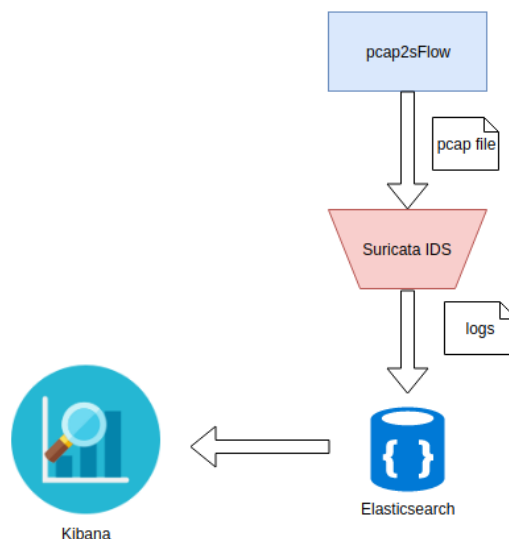 pcap2sFlow
pcap file
Suricata IDS
logs
{ }
Elasticsearch
Kibana